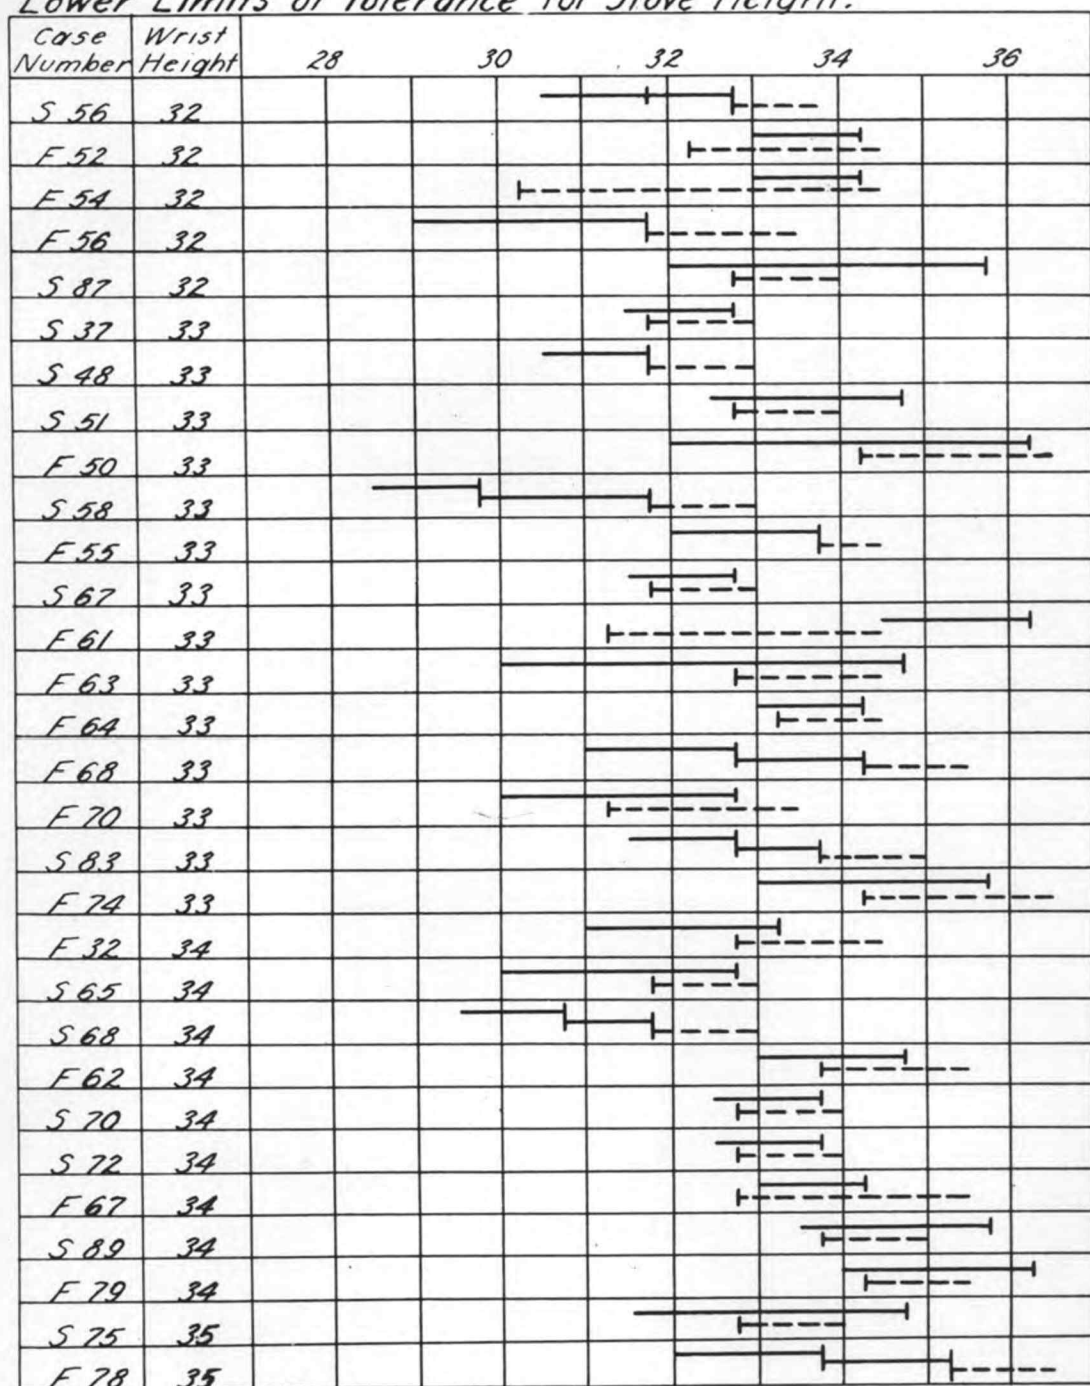 Lower Limits of Tolerance for Stove Height.
Case Number Wrist Height 28 30 32 34 36
S 56 32
F 52 32
F 54 32
F 56 32
S 87 32
S 37 33
S 48 33
S 51 33
F 50 33
S 58 33
F 55 33
S 67 33
F 61 33
F 63 33
F 64 33
F 68 33
F 70 33
S 83 33
F 74 33
F 32 34
S 65 34
S 68 34
F 62 34
S 70 34
S 72 34
F 67 34
S 89 34
F 79 34
S 75 35
F 78 35